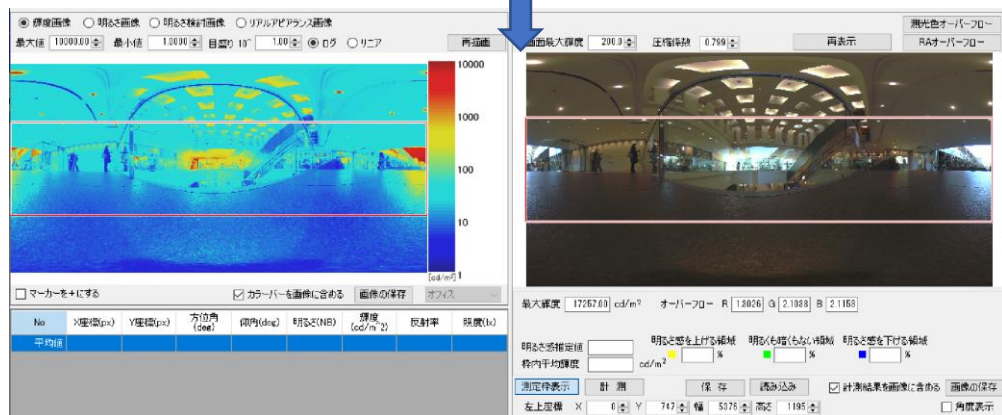 輝度画像 明るさ画像 明るさ検討画像 リアルアピアランス画像
最大値 10000.00 最小値 1.0000 目盛り 10^ 1.00 ログ リニア 再描画
10000
1000
100
10
1
[cd/m²]
マーカーを+にする カラーバーを画像に含める 画像の保存 オフィス
No X座標(px) Y座標(px) 方位角(deg) 仰角(deg) 明るさ(NB) 輝度(cd/m^2) 反射率 照度(lx)
平均値
測光色オーバーフロー
画面最大輝度 200.0 圧縮係数 0.799 再表示 RAオーバーフロー
最大輝度 17257.00 cd/m² オーバーフロー R 1.8026 G 2.1038 B 2.1153
明るさ感推定値 明るさ感を上げる領域 明るくも暗くもない領域 明るさ感を下げる領域
% % %
枠内平均輝度 cd/m²
測定枠表示 計 測 保 存 読み込み 計測結果を画像に含める 画像の保存
左上座標 X 0 Y 747 幅 5376 高さ 1195 角度表示